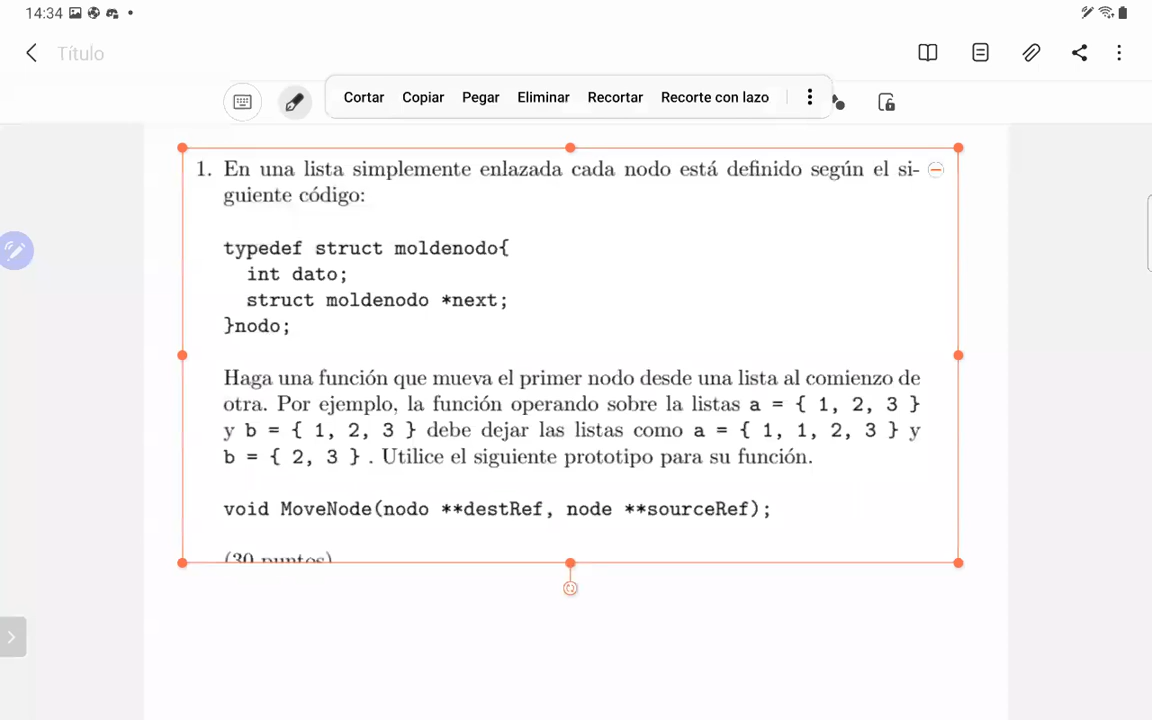 14:34
Título
Cortar Copiar Pegar Eliminar Recortar Recorte con lazo
1. En una lista simplemente enlazada cada nodo está definido según el si-
guiente código:
typedef struct moldenodo{
int dato;
struct moldenodo *next;
}nodo;
Haga una función que mueva el primer nodo desde una lista al comienzo de
otra. Por ejemplo, la función operando sobre la listas a = { 1, 2, 3 }
y b = { 1, 2, 3 } debe dejar las listas como a = { 1, 1, 2, 3 } y
b = { 2, 3 } . Utilice el siguiente prototipo para su función.
void MoveNode(nodo **destRef, node **sourceRef);
(30 puntos)